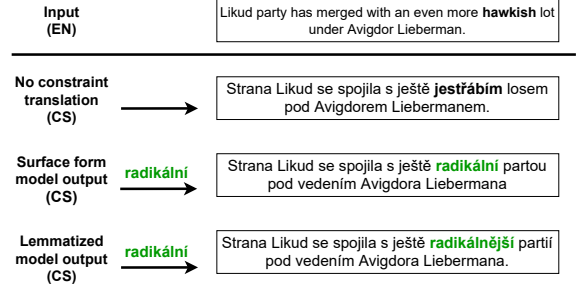 Input
(EN)
Likud party has merged with an even more hawkish lot
under Avigdor Lieberman.
No constraint
translation
(CS)
Strana Likud se spojila s ještě jestřábím losem
pod Avigdorem Liebermanem.
Surface form
model output
(CS)
radikální
Strana Likud se spojila s ještě radikální partou
pod vedením Avigdora Liebermana
Lemmatized
model output
(CS)
radikální
Strana Likud se spojila s ještě radikálnější partií
pod vedením Avigdora Liebermana.